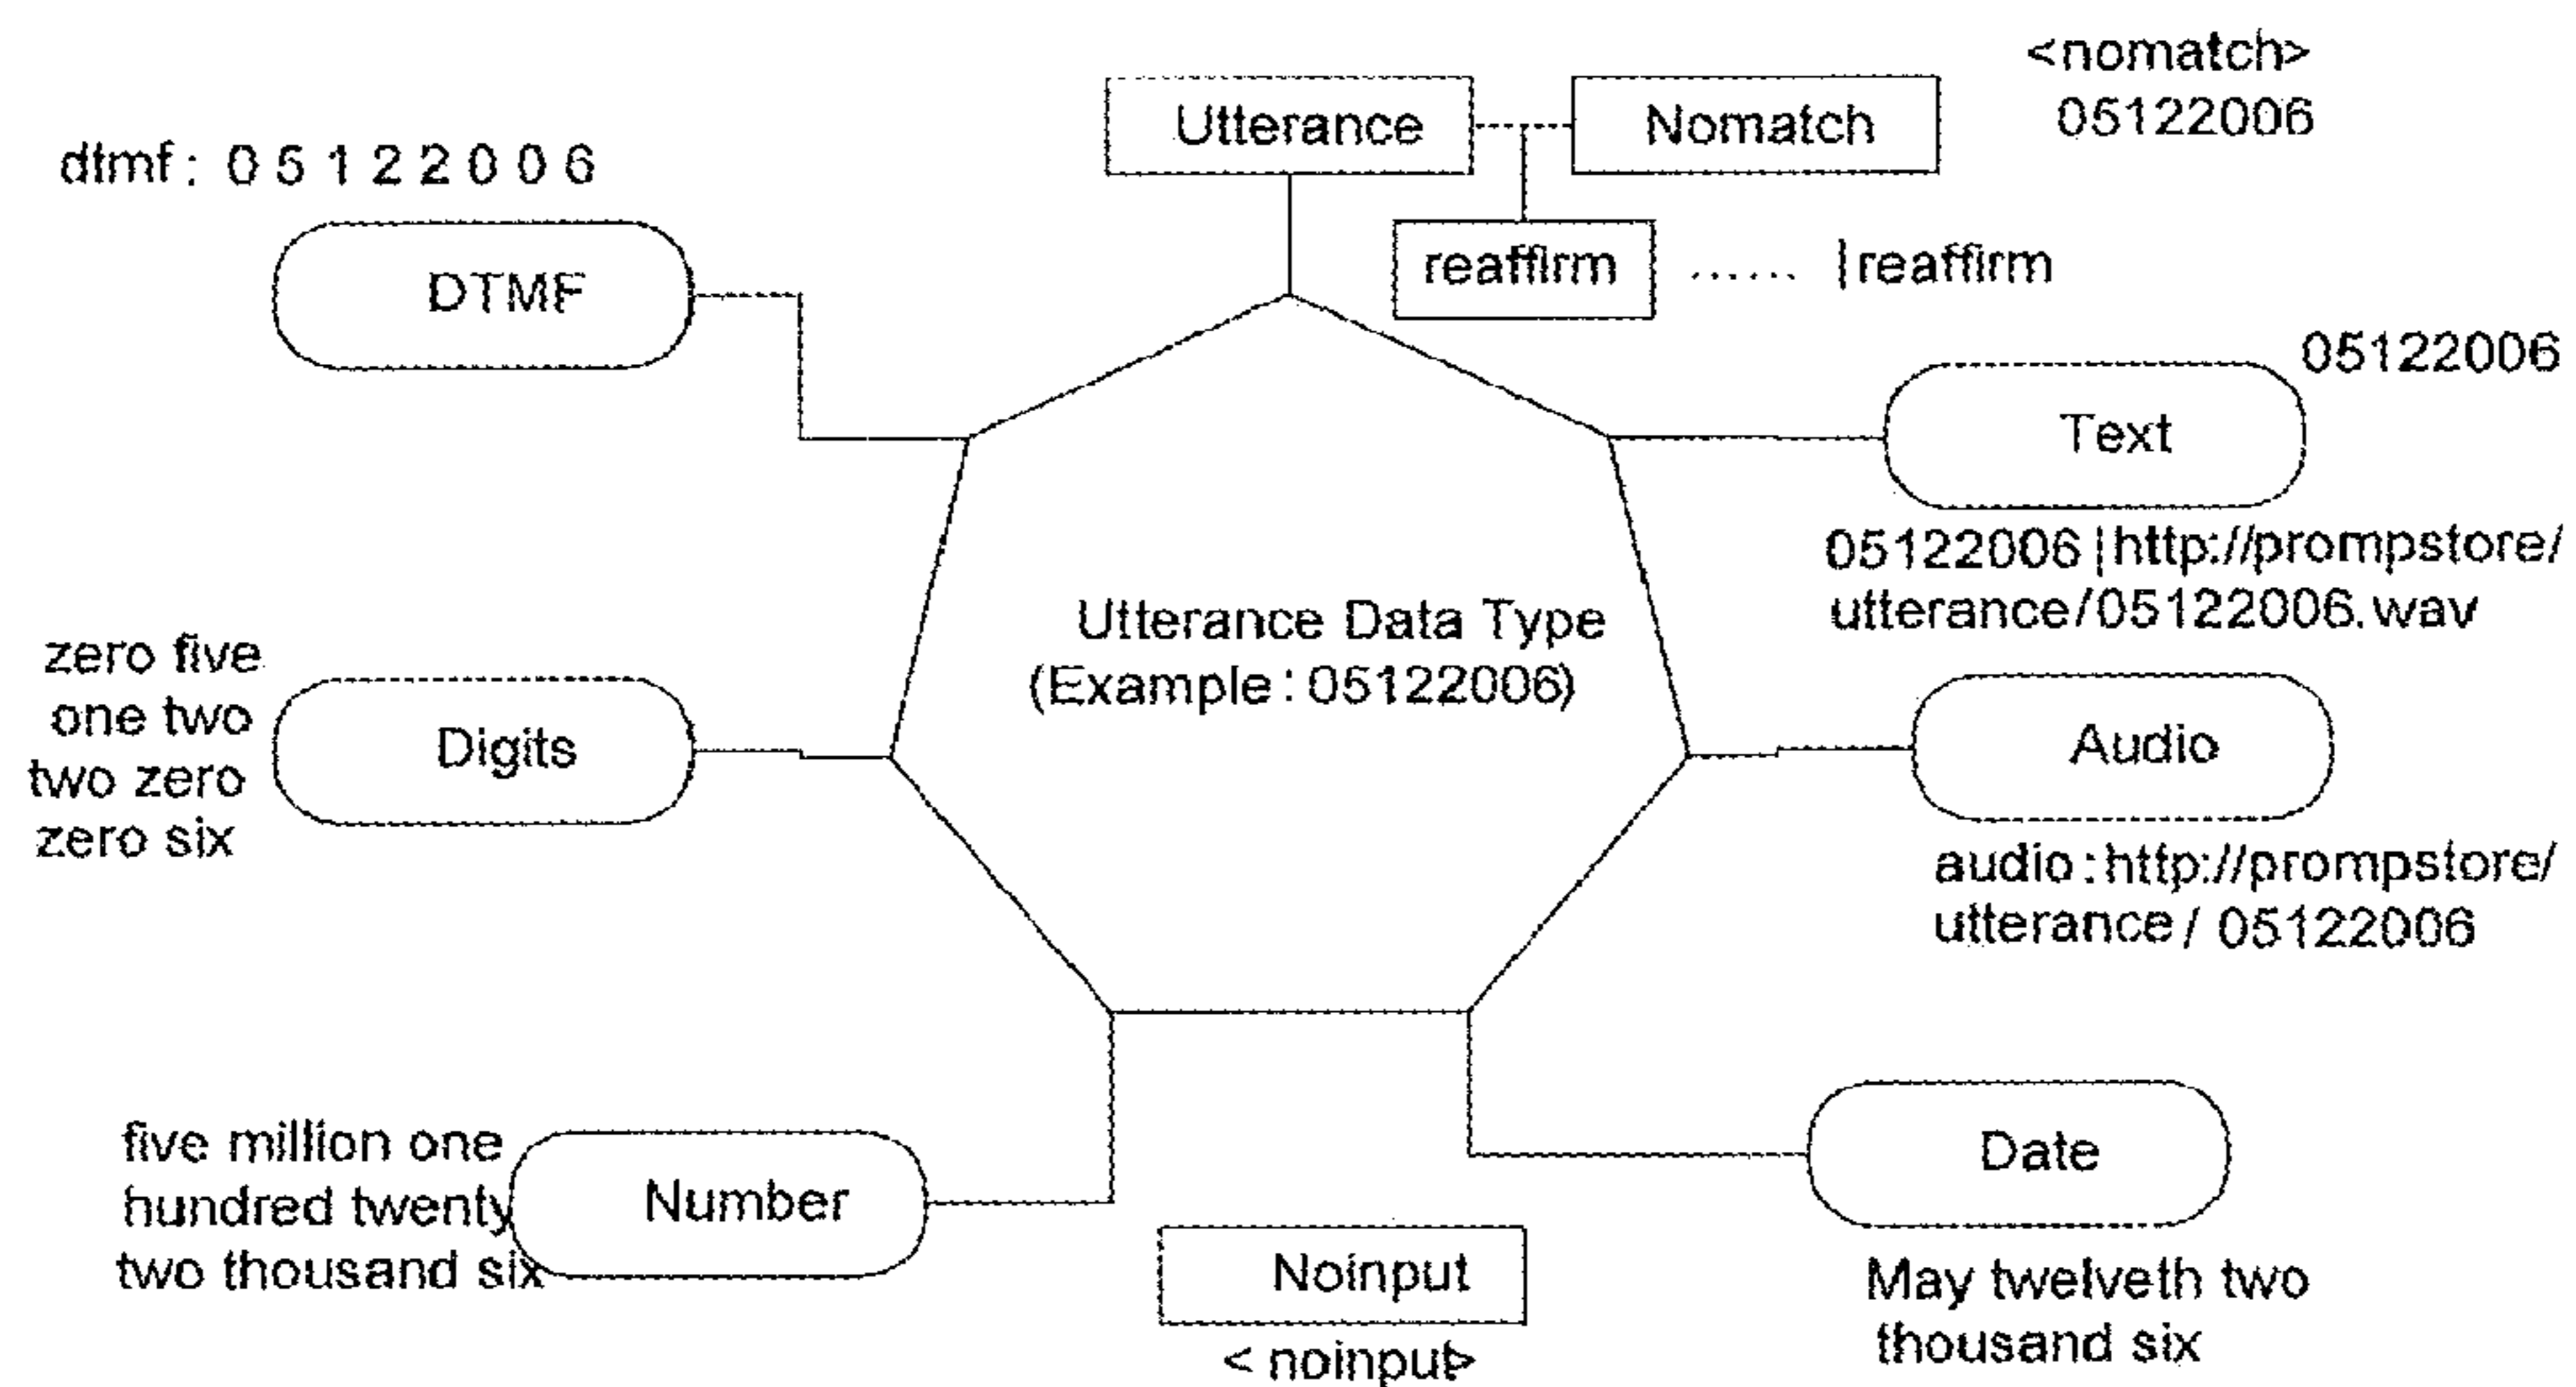 <nomatch>
05122006
Utterance
Nomatch
dtmf: 0 5 1 2 2 0 0 6
DTMF
reaffirm ...... |reaffirm
05122006
Text
05122006 |http://prompstore/
utterance/05122006.wav
Utterance Data Type
(Example : 05122006)
zero five
one two
two zero
zero six
Digits
Audio
audio :http://prompstore/
utterance/ 05122006
five million one
hundred twenty
two thousand six
Number
Date
May twelveth two
thousand six
Noinput
< noinput>